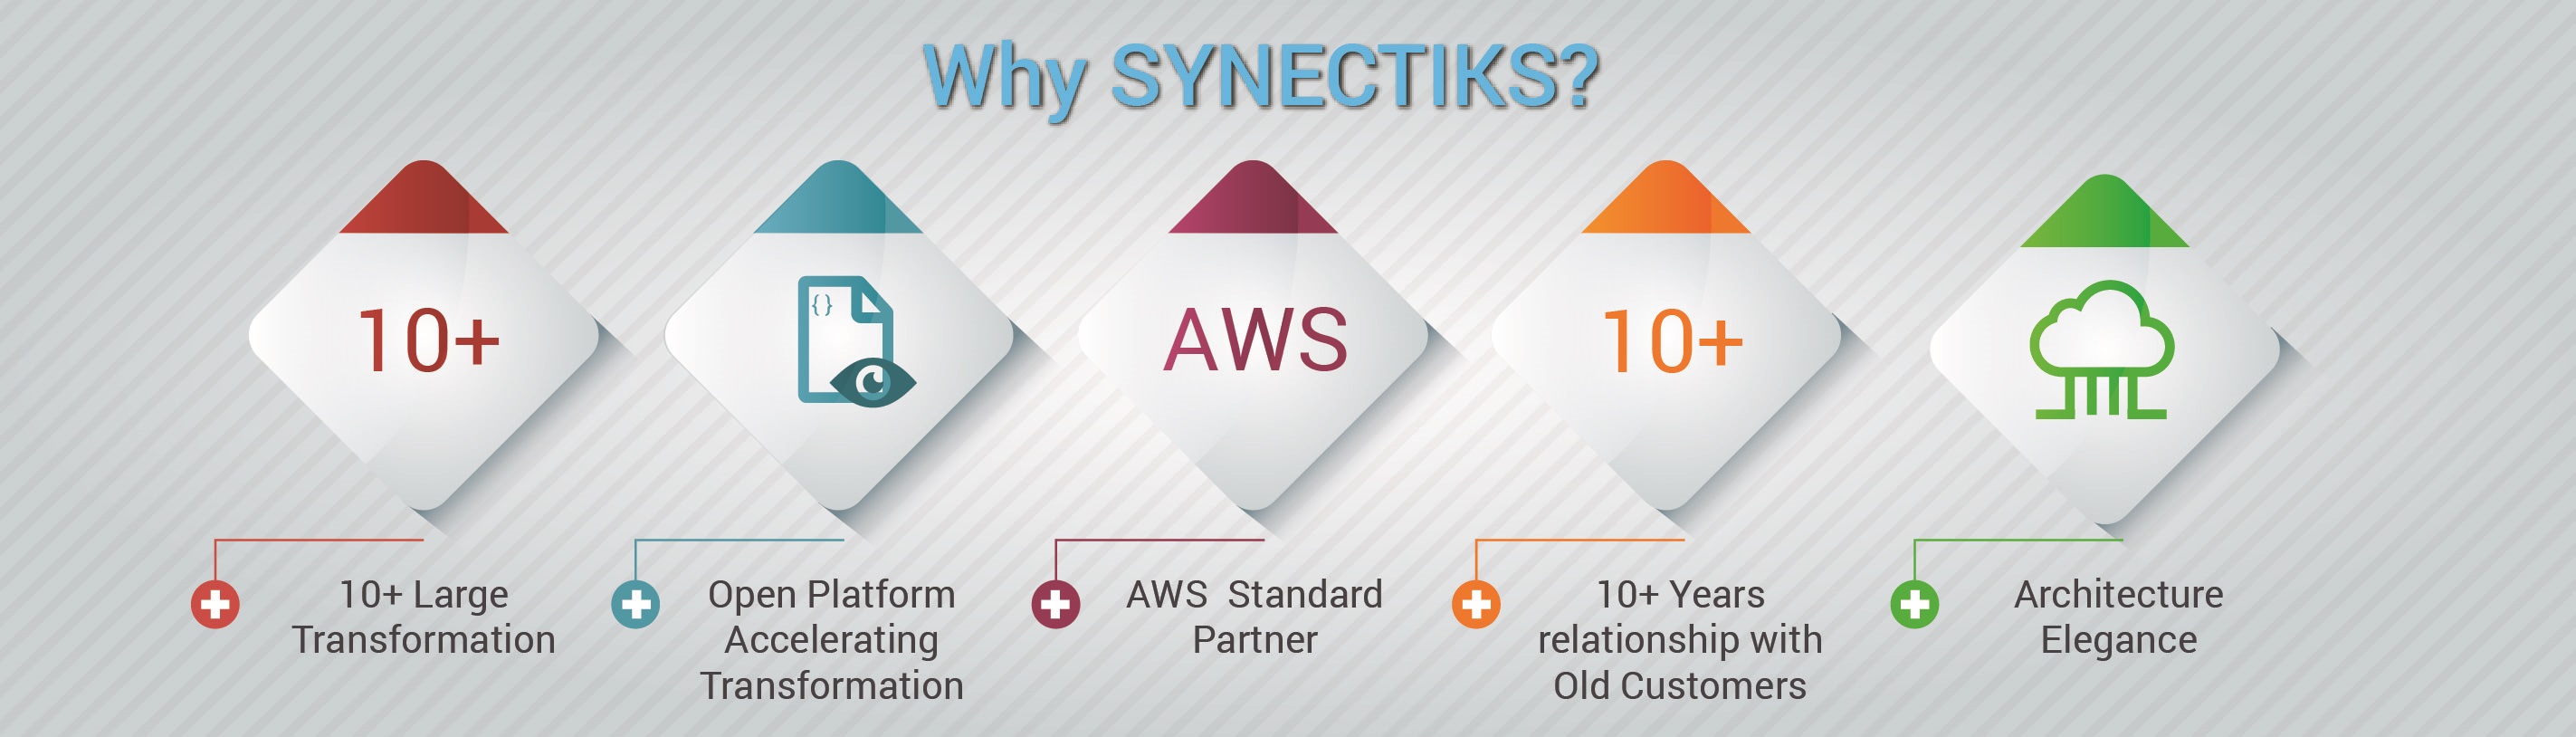 Why SYNECTIKS?
10+
{}
AWS
10+
10+ Large
Transformation
Open Platform
Accelerating
Transformation
AWS  Standard
Partner
10+ Years
relationship with
Old Customers
Architecture
Elegance